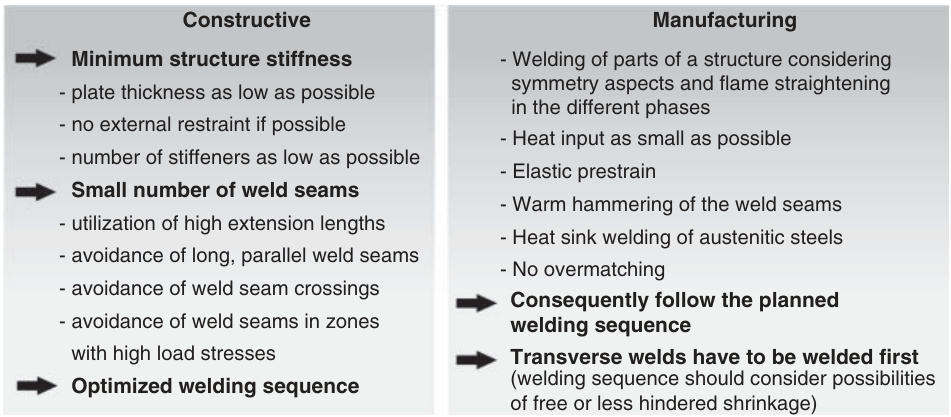 Constructive
Minimum structure stiffness
- plate thickness as low as possible
- no external restraint if possible
- number of stiffeners as low as possible
Small number of weld seams
- utilization of high extension lengths
- avoidance of long, parallel weld seams
- avoidance of weld seam crossings
- avoidance of weld seams in zones
with high load stresses
Optimized welding sequence
Manufacturing
- Welding of parts of a structure considering
symmetry aspects and flame straightening
in the different phases
- Heat input as small as possible
- Elastic prestrain
- Warm hammering of the weld seams
- Heat sink welding of austenitic steels
- No overmatching
Consequently follow the planned
welding sequence
Transverse welds have to be welded first
(welding sequence should consider possibilities
of free or less hindered shrinkage)